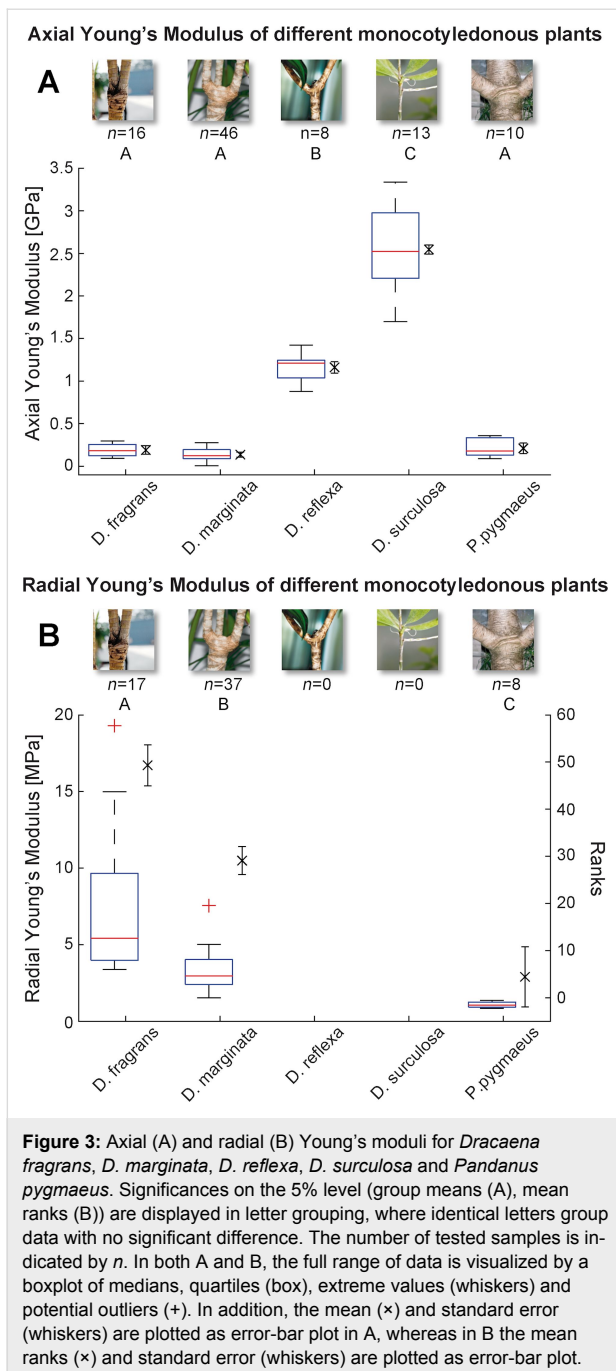 Axial Young's Modulus of different monocotyledonous plants
A
n=16 n=46 n=8 n=13 n=10
A A B C A
Axial Young's Modulus [GPa]
3.5
3
2.5
2
1.5
1
0.5
0
D. fragrans
D. marginata
D. reflexa
D. surculosa
P.pygmaeus
Radial Young's Modulus of different monocotyledonous plants
B
n=17 n=37 n=0 n=0 n=8
A B C
Radial Young's Modulus [MPa]
20
15
10
5
0
60
50
40
30
20
10
0
Ranks
D. fragrans
D. marginata
D. reflexa
D. surculosa
P.pygmaeus
Figure 3: Axial (A) and radial (B) Young's moduli for Dracaena
fragrans, D. marginata, D. reflexa, D. surculosa and Pandanus
pygmaeus. Significances on the 5% level (group means (A), mean
ranks (B)) are displayed in letter grouping, where identical letters group
data with no significant difference. The number of tested samples is in-
dicated by n. In both A and B, the full range of data is visualized by a
boxplot of medians, quartiles (box), extreme values (whiskers) and
potential outliers (+). In addition, the mean (×) and standard error
(whiskers) are plotted as error-bar plot in A, whereas in B the mean
ranks (×) and standard error (whiskers) are plotted as error-bar plot.